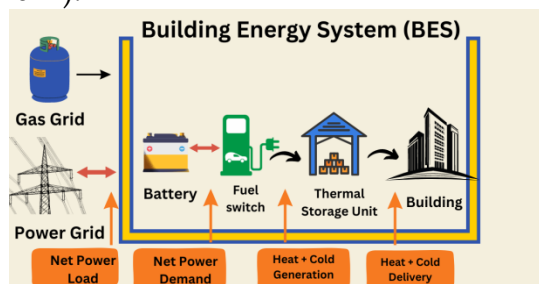 Building Energy System (BES)
Gas Grid
Power Grid
Battery
Fuel
switch
Thermal
Storage Unit
Building
Net Power
Load
Net Power
Demand
Heat + Cold
Generation
Heat + Cold
Delivery